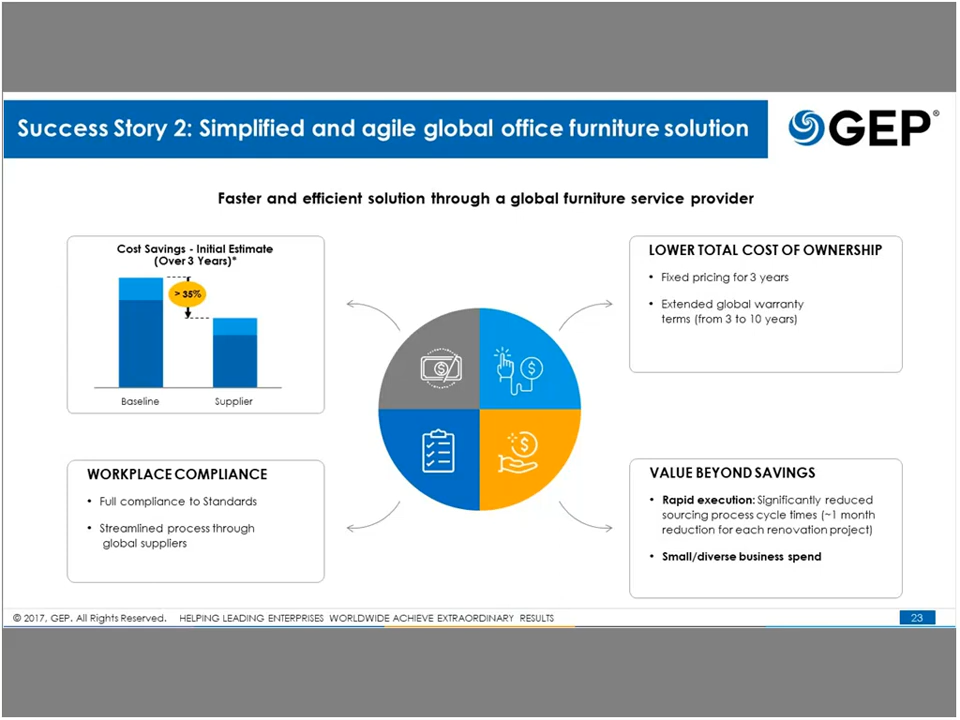 Success Story 2: Simplified and agile global office furniture solution
GEP®
Faster and efficient solution through a global furniture service provider
Cost Savings - Initial Estimate
(Over 3 Years)*
> 35%
Baseline
Supplier
LOWER TOTAL COST OF OWNERSHIP
• Fixed pricing for 3 years
• Extended global warranty
terms (from 3 to 10 years)
$
$
$
WORKPLACE COMPLIANCE
• Full compliance to Standards
• Streamlined process through
global suppliers
VALUE BEYOND SAVINGS
• Rapid execution: Significantly reduced
sourcing process cycle times (~1 month
reduction for each renovation project)
• Small/diverse business spend
© 2017, GEP. All Rights Reserved. HELPING LEADING ENTERPRISES WORLDWIDE ACHIEVE EXTRAORDINARY RESULTS
23